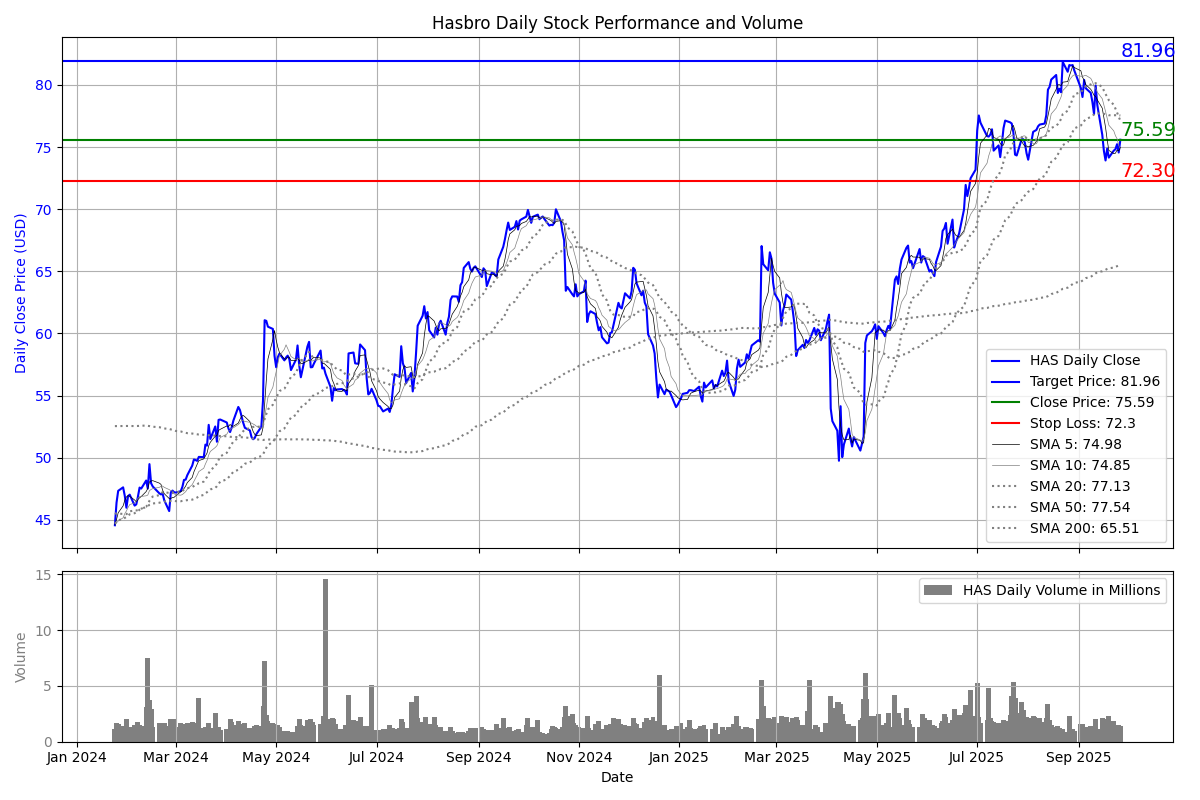 Hasbro Daily Stock Performance and Volume
81.96
80
75.59
75
72.30
70
65
60
55
50
45
Daily Close Price (USD)
HAS Daily Close
Target Price: 81.96
Close Price: 75.59
Stop Loss: 72.3
SMA 5: 74.98
SMA 10: 74.85
SMA 20: 77.13
SMA 50: 77.54
SMA 200: 65.51
15
10
5
0
Volume
HAS Daily Volume in Millions
Jan 2024 Mar 2024 May 2024 Jul 2024 Sep 2024 Nov 2024 Jan 2025 Mar 2025 May 2025 Jul 2025 Sep 2025
Date